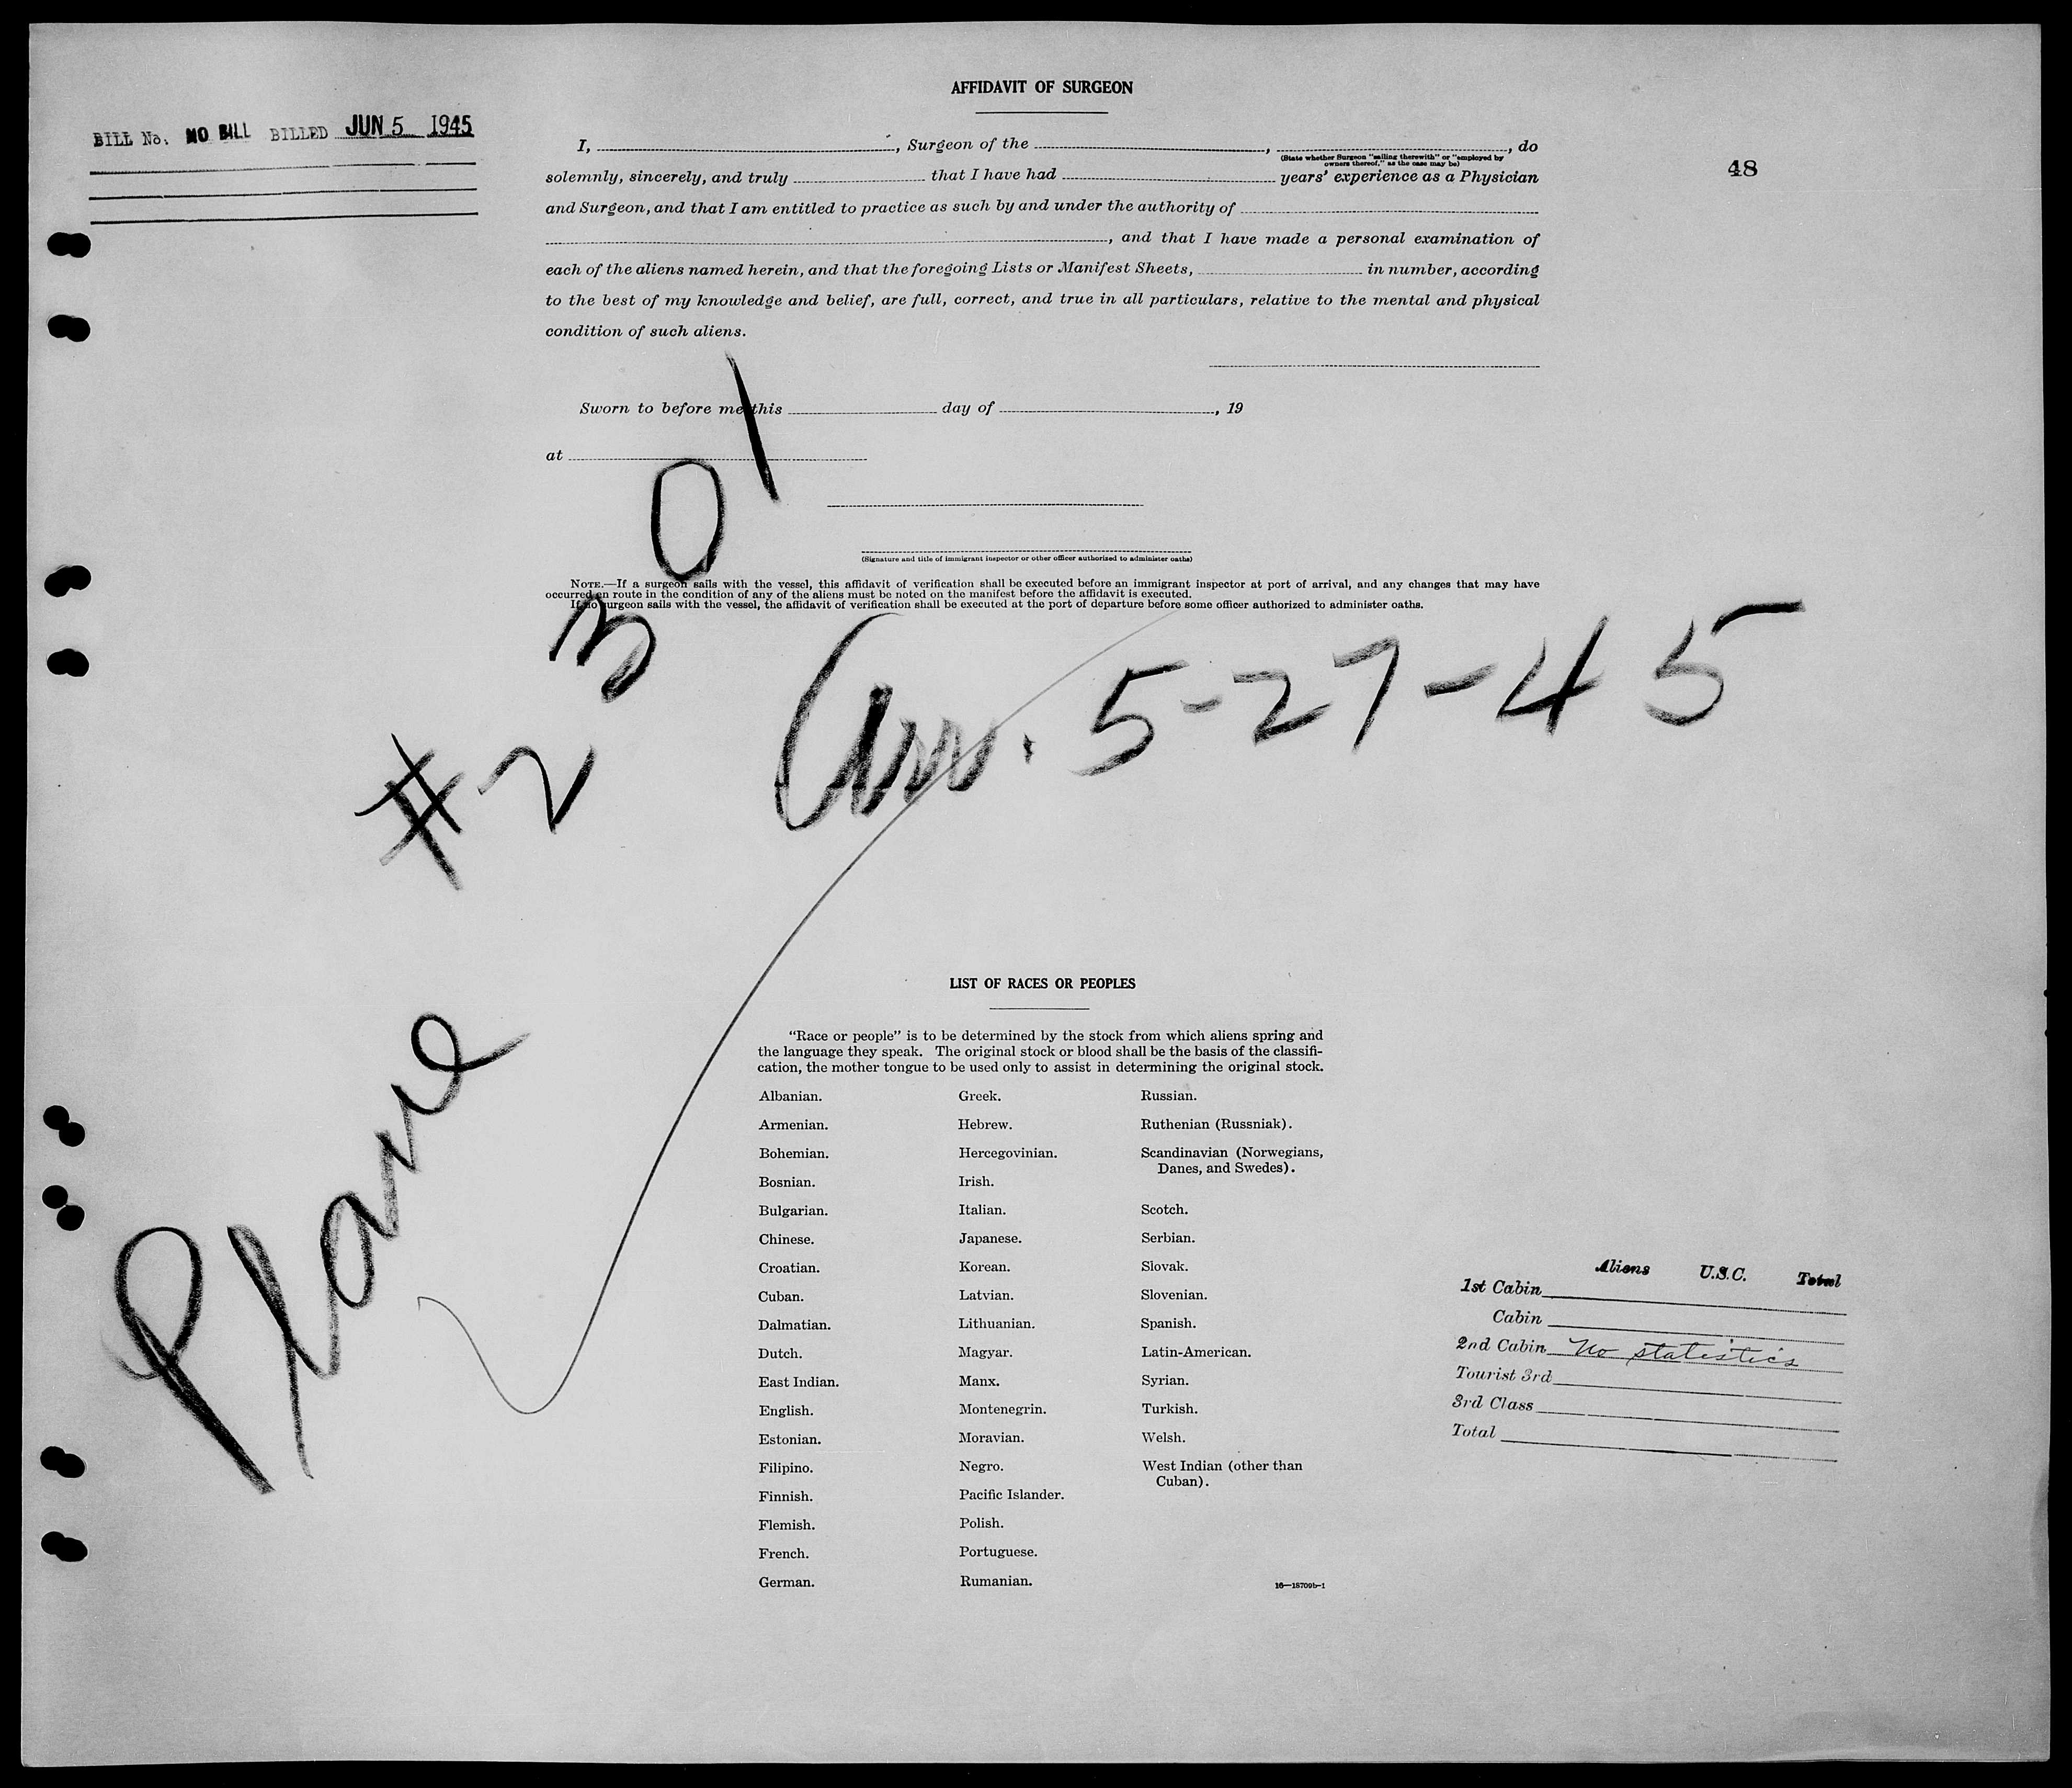 AFFIDAVIT OF SURGEON
BILL No. NO BILL BILLED JUN 5 1945
48
I, , Surgeon of the , , do
(State whether Surgeon "sailing therewith" or "employed by
owners thereof," as the case may be)
solemnly, sincerely, and truly that I have had years' experience as a Physician
and Surgeon, and that I am entitled to practice as such by and under the authority of
, and that I have made a personal examination of
each of the aliens named herein, and that the foregoing Lists or Manifest Sheets, in number, according
to the best of my knowledge and belief, are full, correct, and true in all particulars, relative to the mental and physical
condition of such aliens.
Sworn to before me this day of , 19
at
(Signature and title of immigrant inspector or other officer authorized to administer oaths)
NOTE.—If a surgeon sails with the vessel, this affidavit of verification shall be executed before an immigrant inspector at port of arrival, and any changes that may have
occurred en route in the condition of any of the aliens must be noted on the manifest before the affidavit is executed.
If no surgeon sails with the vessel, the affidavit of verification shall be executed at the port of departure before some officer authorized to administer oaths.
Plane #2301
Arr. 5-27-45
LIST OF RACES OR PEOPLES
"Race or people" is to be determined by the stock from which aliens spring and
the language they speak. The original stock or blood shall be the basis of the classifi-
cation, the mother tongue to be used only to assist in determining the original stock.
Albanian.
Armenian.
Bohemian.
Bosnian.
Bulgarian.
Chinese.
Croatian.
Cuban.
Dalmatian.
Dutch.
East Indian.
English.
Estonian.
Filipino.
Finnish.
Flemish.
French.
German.
Greek.
Hebrew.
Hercegovinian.
Irish.
Italian.
Japanese.
Korean.
Latvian.
Lithuanian.
Magyar.
Manx.
Montenegrin.
Moravian.
Negro.
Pacific Islander.
Polish.
Portuguese.
Rumanian.
Russian.
Ruthenian (Russniak).
Scandinavian (Norwegians,
Danes, and Swedes).
Scotch.
Serbian.
Slovak.
Slovenian.
Spanish.
Latin-American.
Syrian.
Turkish.
Welsh.
West Indian (other than
Cuban).
16—18709b-1
Aliens U.S.C. Total
1st Cabin
Cabin
2nd Cabin No statistics
Tourist 3rd
3rd Class
Total